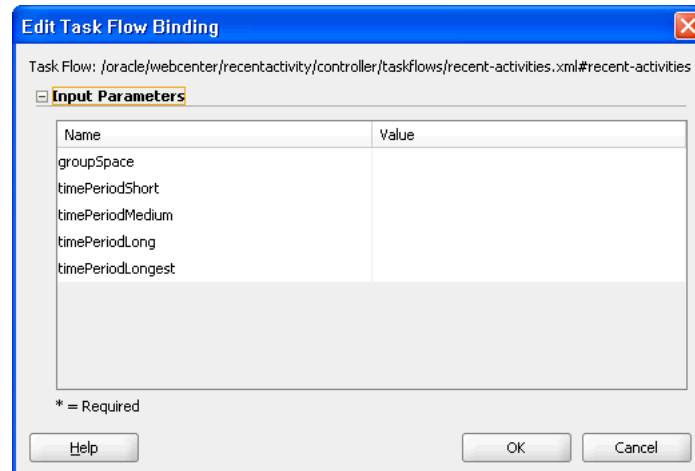 Edit Task Flow Binding
Task Flow: /oracle/webcenter/recentactivity/controller/taskflows/recent-activities.xml#recent-activities
Input Parameters
Name Value
groupSpace
timePeriodShort
timePeriodMedium
timePeriodLong
timePeriodLongest
* = Required
Help OK Cancel